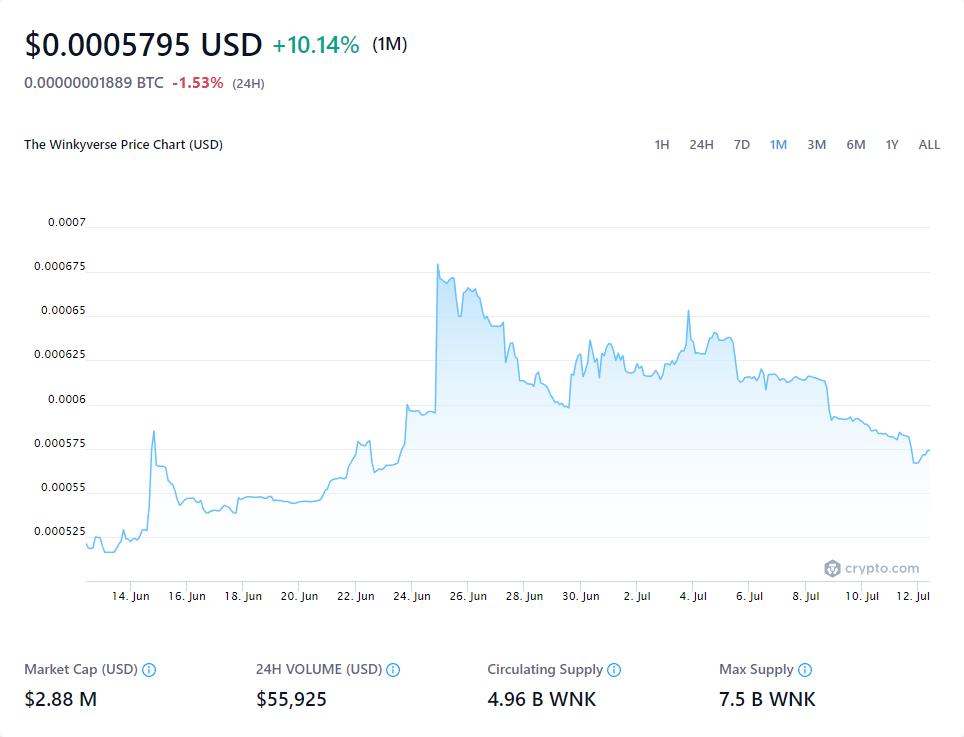 $0.0005795 USD +10.14% (1M)
0.00000001889 BTC -1.53% (24H)
The Winkyverse Price Chart (USD) 1H 24H 7D 1M 3M 6M 1Y ALL
0.0007
0.000675
0.00065
0.000625
0.0006
0.000575
0.00055
0.000525
crypto.com
14. Jun 16. Jun 18. Jun 20. Jun 22. Jun 24. Jun 26. Jun 28. Jun 30. Jun 2. Jul 4. Jul 6. Jul 8. Jul 10. Jul 12. Jul
Market Cap (USD) 24H VOLUME (USD) Circulating Supply Max Supply
$2.88 M $55,925 4.96 B WNK 7.5 B WNK